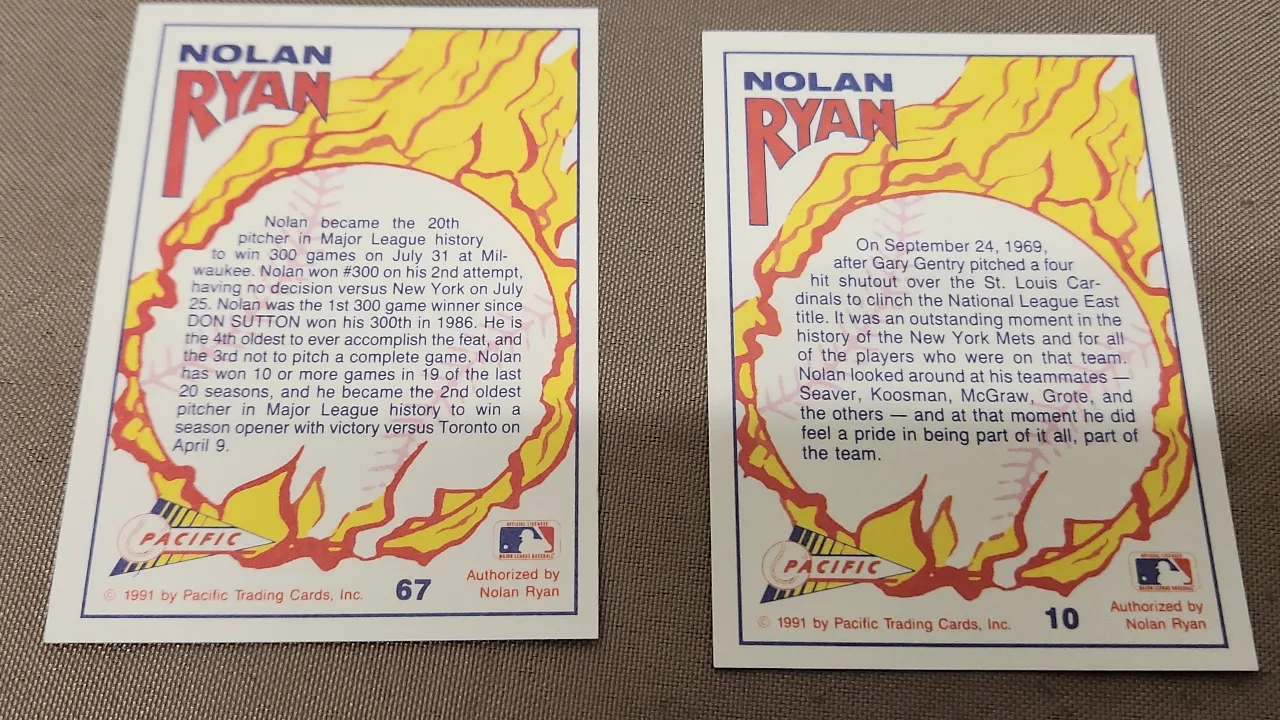 NOLAN
RYAN
Nolan became the 20th
pitcher in Major League history
to win 300 games on July 31 at Mil-
waukee. Nolan won #300 on his 2nd attempt,
having no decision versus New York on July
25. Nolan was the 1st 300 game winner since
DON SUTTON won his 300th in 1986. He is
the 4th oldest to ever accomplish the feat, and
the 3rd not to pitch a complete game. Nolan
has won 10 or more games in 19 of the last
20 seasons, and he became the 2nd oldest
pitcher in Major League history to win a
season opener with victory versus Toronto on
April 9.
PACIFIC
OFFICIAL LICENSEE
MAJOR LEAGUE BASEBALL
© 1991 by Pacific Trading Cards, Inc.
67
Authorized by
Nolan Ryan
NOLAN
RYAN
On September 24, 1969,
after Gary Gentry pitched a four
hit shutout over the St. Louis Car-
dinals to clinch the National League East
title. It was an outstanding moment in the
history of the New York Mets and for all
of the players who were on that team.
Nolan looked around at his teammates —
Seaver, Koosman, McGraw, Grote, and
the others — and at that moment he did
feel a pride in being part of it all, part of
the team.
PACIFIC
OFFICIAL LICENSEE
MAJOR LEAGUE BASEBALL
© 1991 by Pacific Trading Cards, Inc.
10
Authorized by
Nolan Ryan